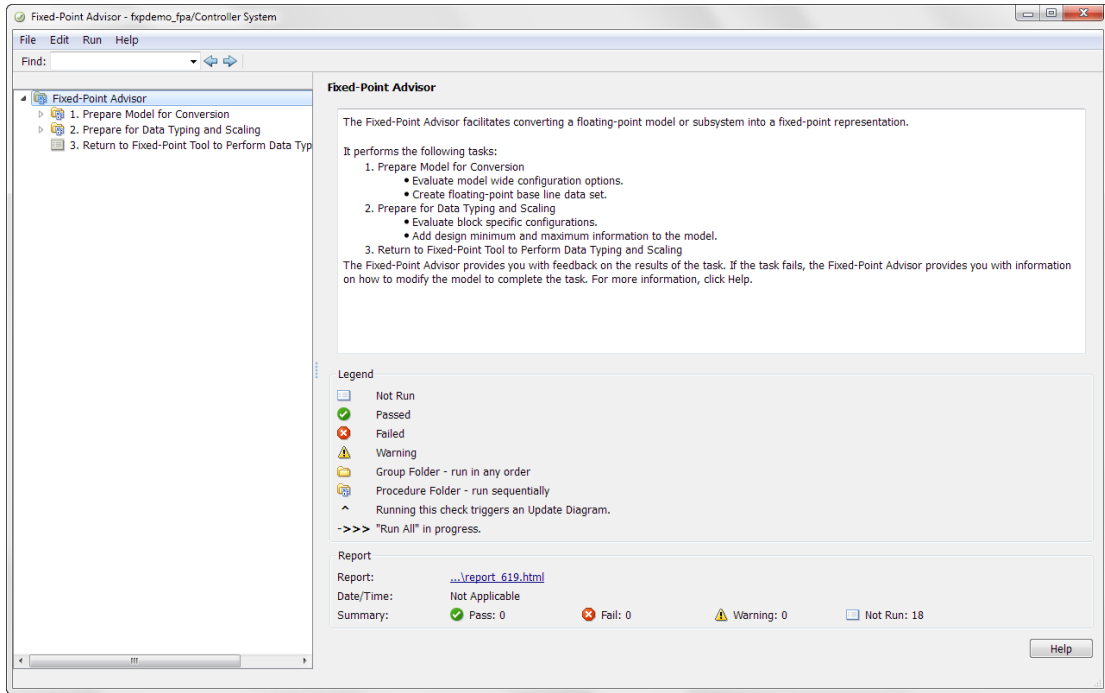 Fixed-Point Advisor - fxpdemo_fpa/Controller System
File Edit Run Help
Find:
Fixed-Point Advisor
1. Prepare Model for Conversion
2. Prepare for Data Typing and Scaling
3. Return to Fixed-Point Tool to Perform Data Typ
Fixed-Point Advisor
The Fixed-Point Advisor facilitates converting a floating-point model or subsystem into a fixed-point representation.
It performs the following tasks:
1. Prepare Model for Conversion
• Evaluate model wide configuration options.
• Create floating-point base line data set.
2. Prepare for Data Typing and Scaling
• Evaluate block specific configurations.
• Add design minimum and maximum information to the model.
3. Return to Fixed-Point Tool to Perform Data Typing and Scaling
The Fixed-Point Advisor provides you with feedback on the results of the task. If the task fails, the Fixed-Point Advisor provides you with information
on how to modify the model to complete the task. For more information, click Help.
Legend
Not Run
Passed
Failed
Warning
Group Folder - run in any order
Procedure Folder - run sequentially
^ Running this check triggers an Update Diagram.
->>> "Run All" in progress.
Report
Report: ...\report_619.html
Date/Time: Not Applicable
Summary: Pass: 0 Fail: 0 Warning: 0 Not Run: 18
Help